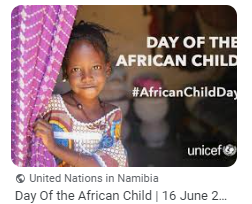 DAY OF THE
AFRICAN CHILD
#AfricanChildDay
unicef
United Nations in Namibia
Day Of the African Child | 16 June 2...